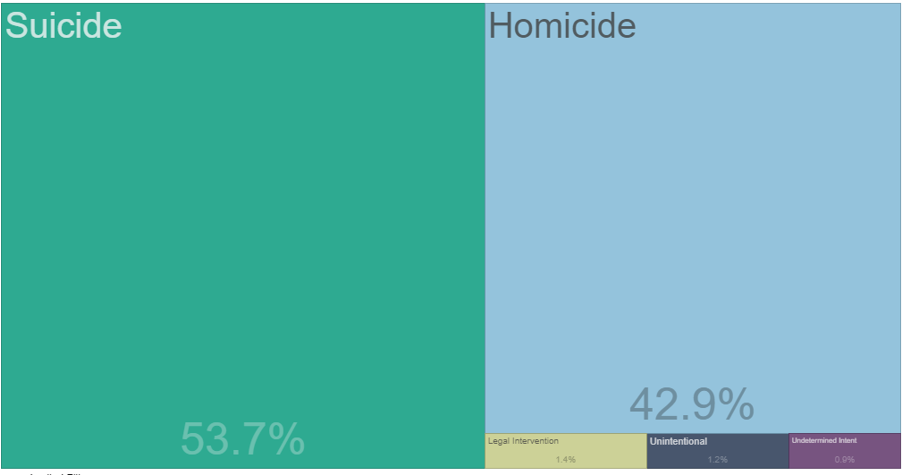 Suicide
Homicide
53.7%
42.9%
Legal Intervention
1.4%
Unintentional
1.2%
Undetermined Intent
0.9%